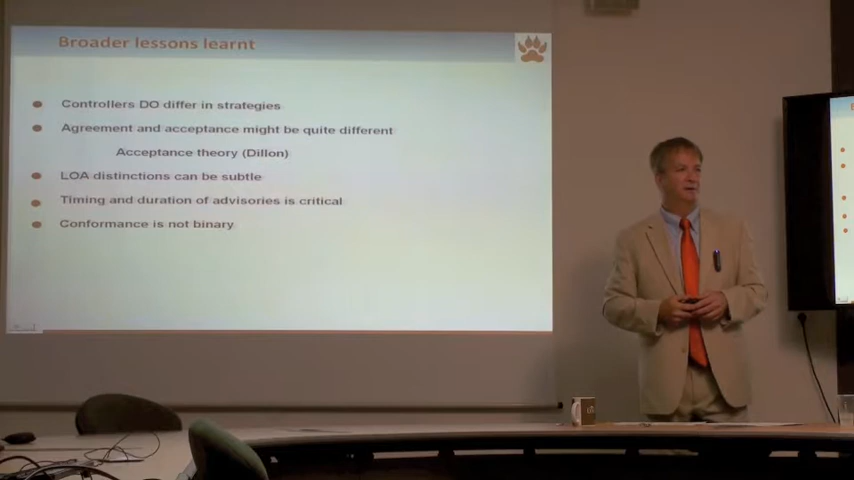 Broader lessons learnt
Controllers DO differ in strategies
Agreement and acceptance might be quite different
Acceptance theory (Dillon)
LOA distinctions can be subtle
Timing and duration of advisories is critical
Conformance is not binary